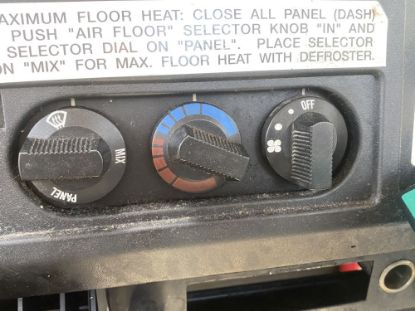 MAXIMUM FLOOR HEAT: CLOSE ALL PANEL (DASH)
PUSH "AIR FLOOR" SELECTOR KNOB "IN" AND
SELECTOR DIAL ON "PANEL". PLACE SELECTOR
ON "MIX" FOR MAX. FLOOR HEAT WITH DEFROSTER.
MIX
PANEL
OFF